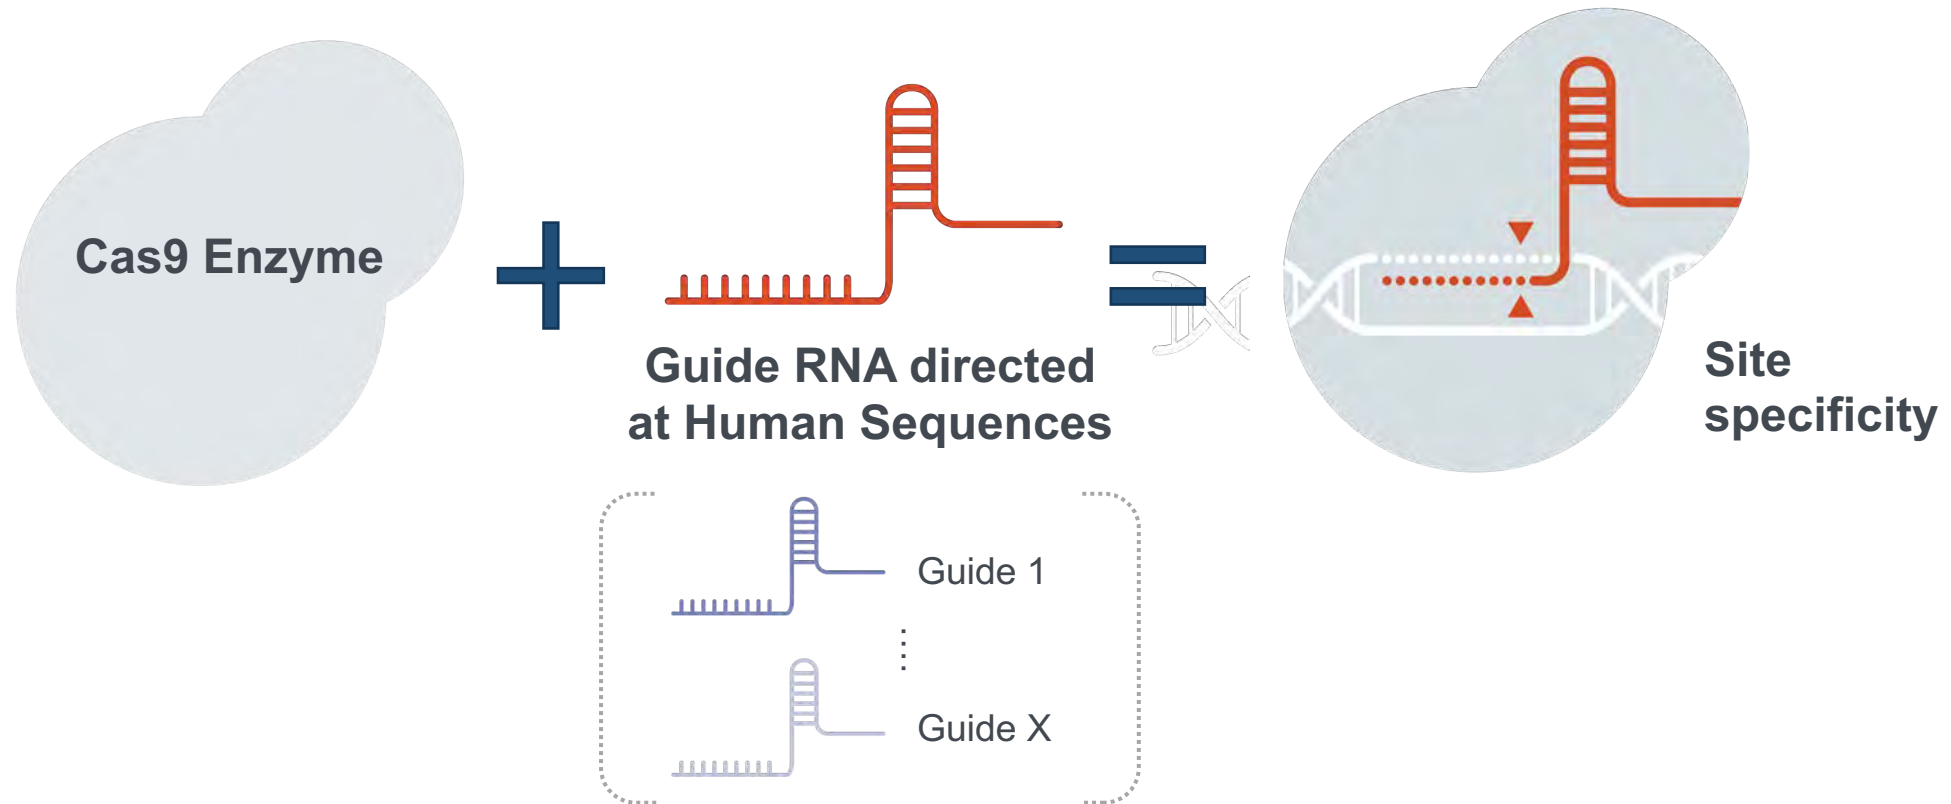 Cas9 Enzyme
Guide RNA directed
at Human Sequences
Site
specificity
Guide 1
Guide X